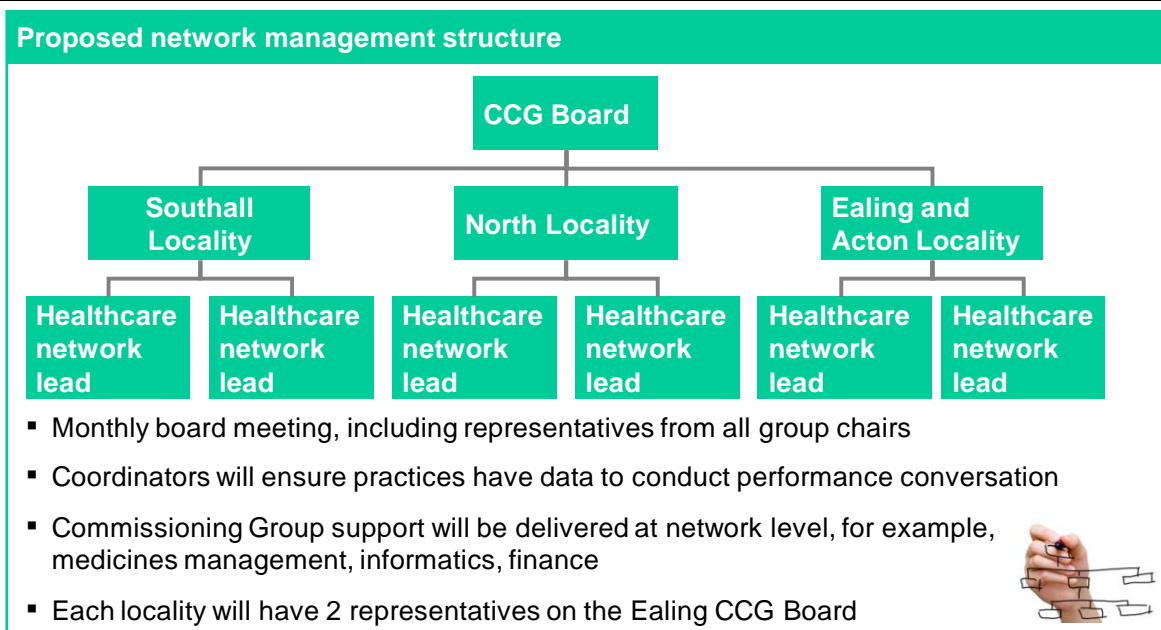 Proposed network management structure
CCG Board
Southall
Locality
North Locality
Ealing and
Acton Locality
Healthcare
network
lead
Healthcare
network
lead
Healthcare
network
lead
Healthcare
network
lead
Healthcare
network
lead
Healthcare
network
lead
▪ Monthly board meeting, including representatives from all group chairs
▪ Coordinators will ensure practices have data to conduct performance conversation
▪ Commissioning Group support will be delivered at network level, for example,
medicines management, informatics, finance
▪ Each locality will have 2 representatives on the Ealing CCG Board